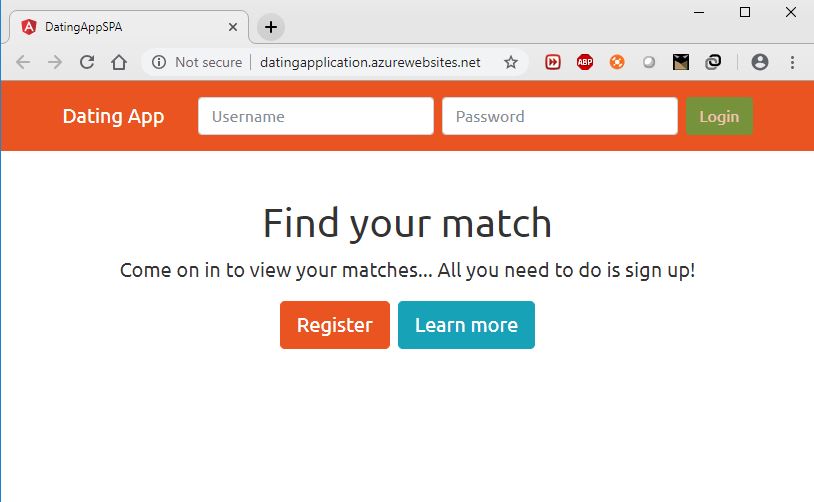 DatingAppSPA
Not secure datingapplication.azurewebsites.net ABP
Dating App Username Password Login
Find your match
Come on in to view your matches... All you need to do is sign up!
Register Learn more